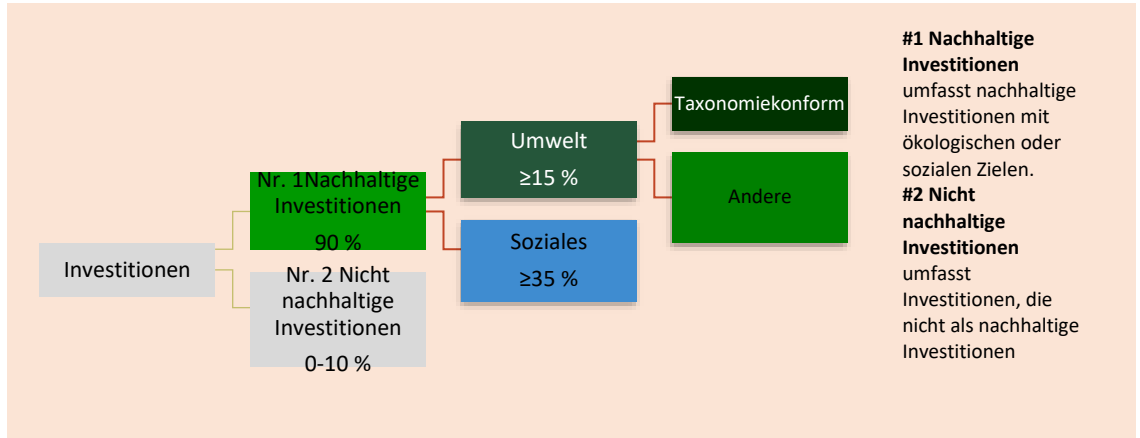 Investitionen
Nr. 1Nachhaltige
Investitionen
90 %
Nr. 2 Nicht
nachhaltige
Investitionen
0-10 %
Umwelt
≥15 %
Soziales
≥35 %
Taxonomiekonform
Andere
#1 Nachhaltige
Investitionen
umfasst nachhaltige
Investitionen mit
ökologischen oder
sozialen Zielen.
#2 Nicht
nachhaltige
Investitionen
umfasst
Investitionen, die
nicht als nachhaltige
Investitionen